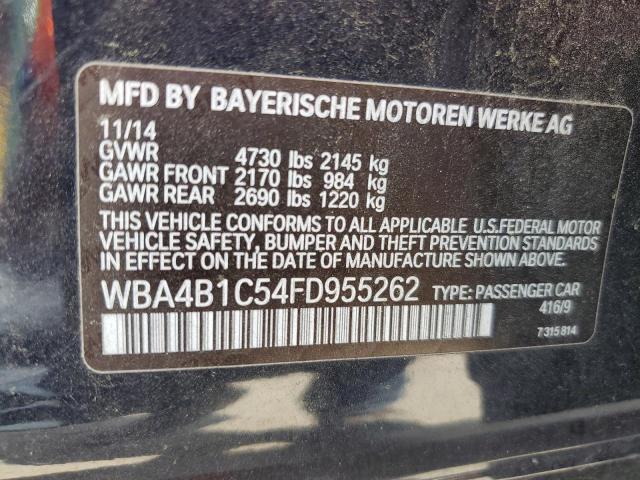 MFD BY BAYERISCHE MOTOREN WERKE AG
11/14
GVWR 4730 lbs 2145 kg
GAWR FRONT 2170 lbs 984 kg
GAWR REAR 2690 lbs 1220 kg
THIS VEHICLE CONFORMS TO ALL APPLICABLE U.S.FEDERAL MOTOR
VEHICLE SAFETY, BUMPER AND THEFT PREVENTION STANDARDS
IN EFFECT ON THE DATE OF MANUFACTURE SHOWN ABOVE.
WBA4B1C54FD955262 TYPE: PASSENGER CAR
416/9
7 315 814